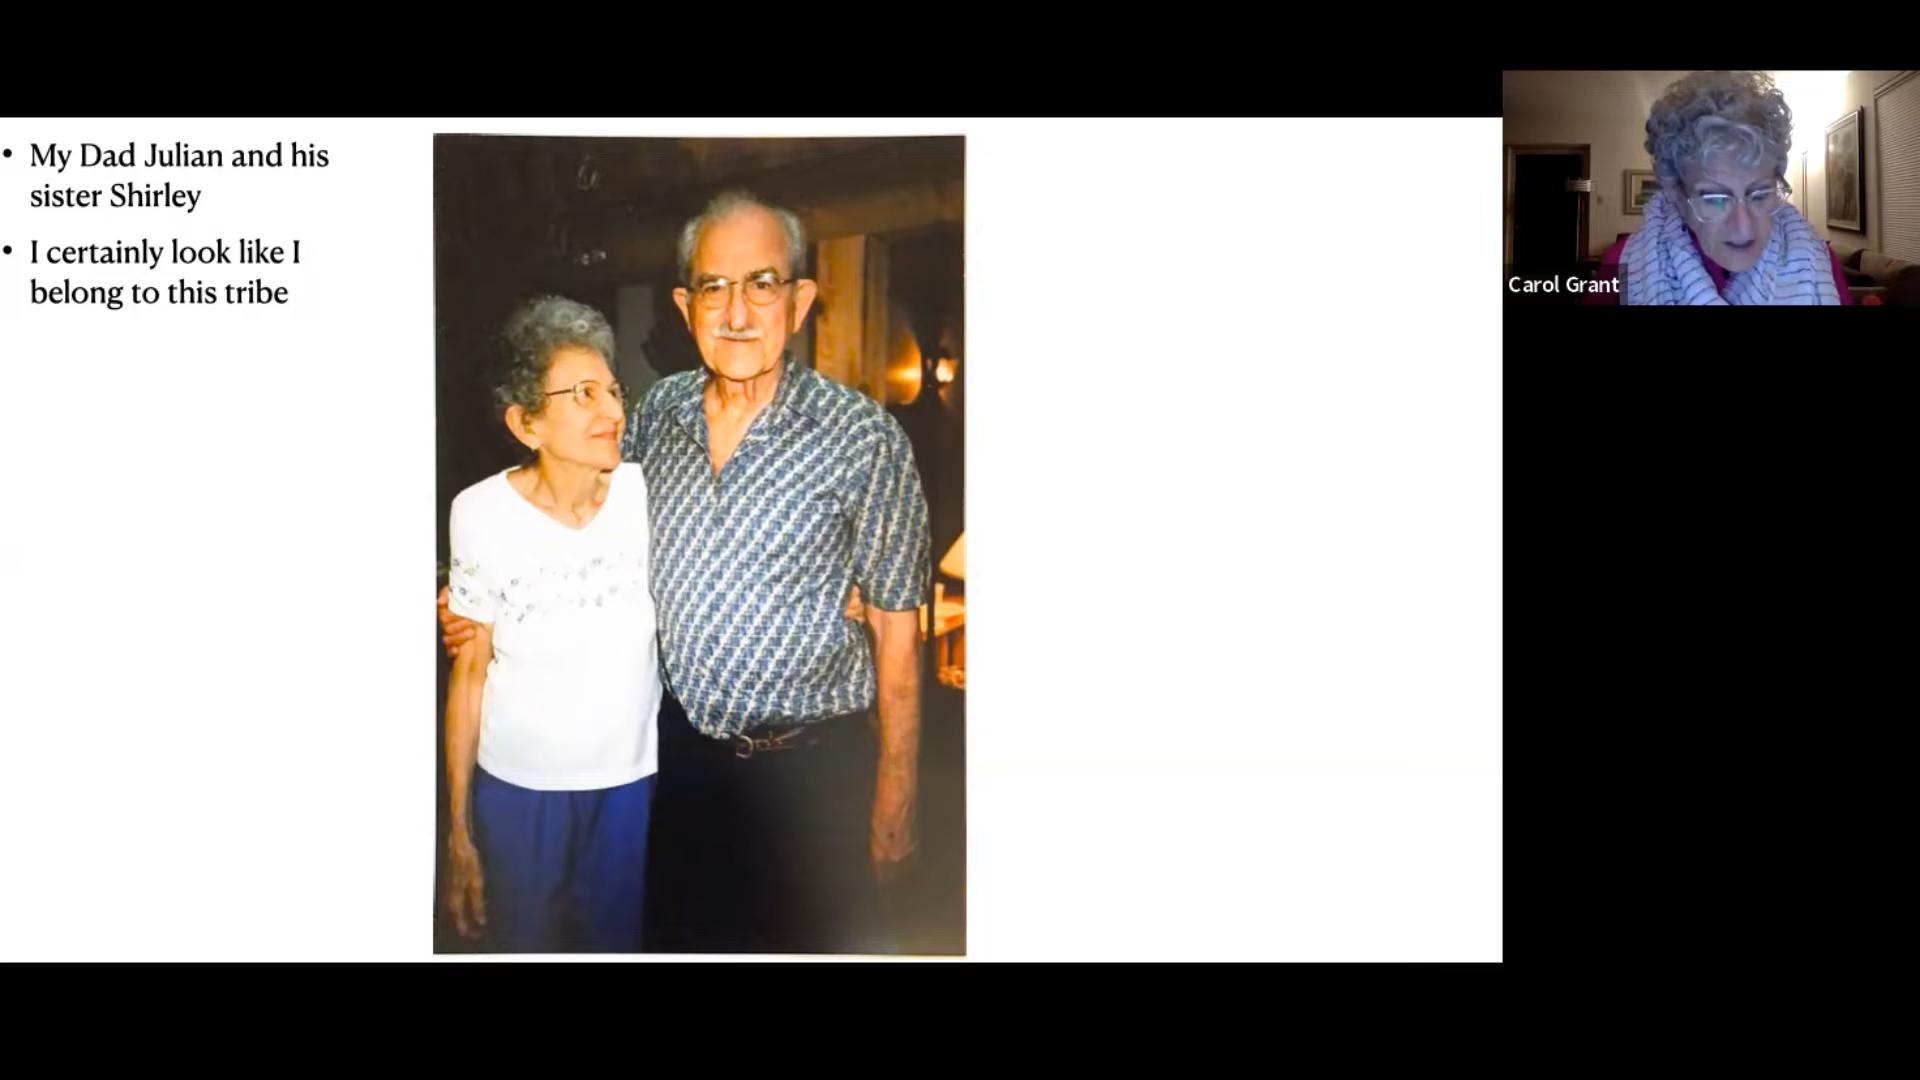 • My Dad Julian and his
sister Shirley
• I certainly look like I
belong to this tribe
Carol Grant